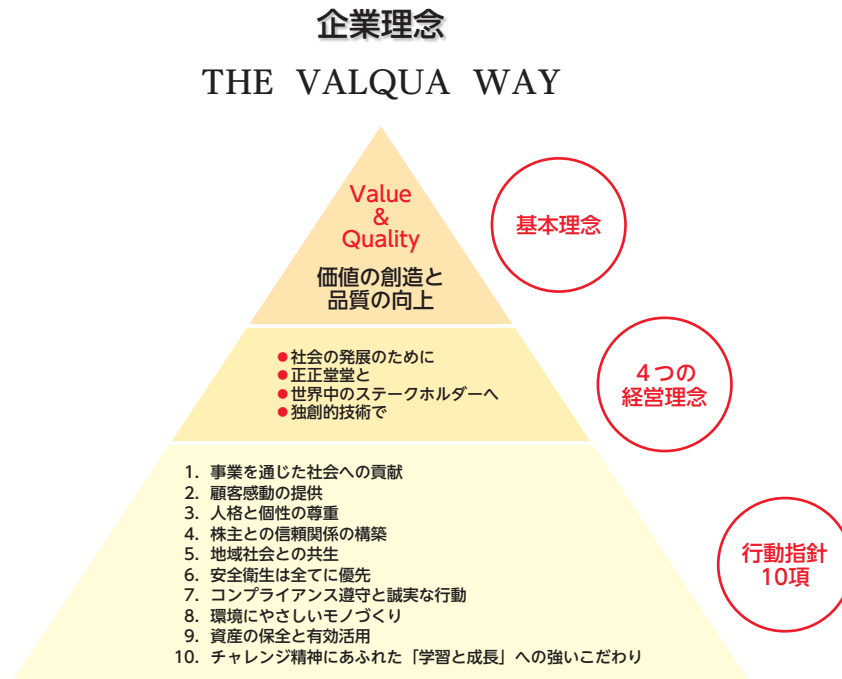 企業理念
THE VALQUA WAY
Value
&
Quality
価値の創造と
品質の向上
基本理念
●社会の発展のために
●正正堂堂と
●世界中のステークホルダーへ
●独創的技術で
4つの
経営理念
1. 事業を通じた社会への貢献
2. 顧客感動の提供
3. 人格と個性の尊重
4. 株主との信頼関係の構築
5. 地域社会との共生
6. 安全衛生は全てに優先
7. コンプライアンス遵守と誠実な行動
8. 環境にやさしいモノづくり
9. 資産の保全と有効活用
10. チャレンジ精神にあふれた「学習と成長」への強いこだわり
行動指針
10項